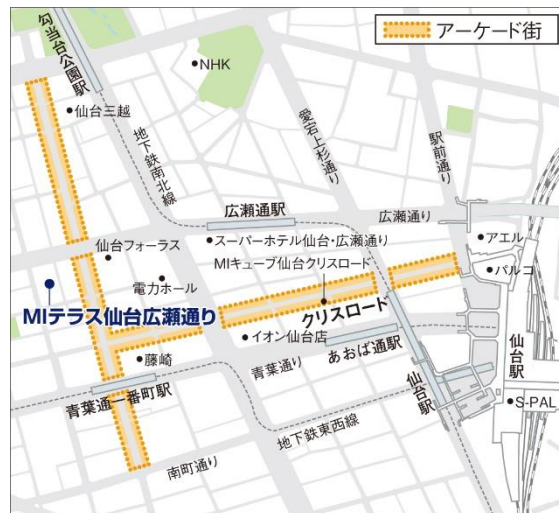 アーケード街
勾当台公園駅
NHK
仙台三越
地下鉄南北線
愛宕上杉通り
駅前通り
広瀬通駅
広瀬通り
アエル
スーパーホテル仙台・広瀬通り
仙台フォーラス
MIキューブ仙台クリスロード
パルコ
電力ホール
MIテラス仙台広瀬通り
クリスロード
イオン仙台店
あおば通駅
仙台駅
藤崎
青葉通り
仙台駅
青葉通一番町駅
S-PAL
地下鉄東西線
南町通り